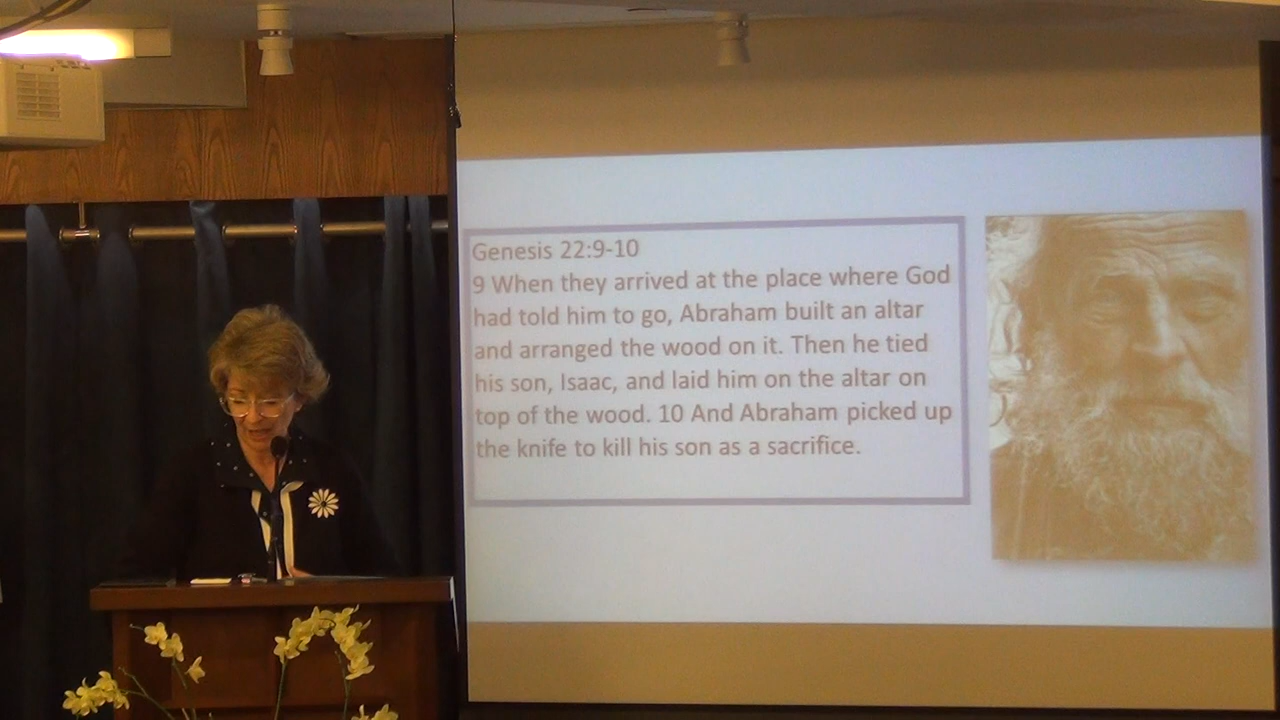 Genesis 22:9-10
9 When they arrived at the place where God
had told him to go, Abraham built an altar
and arranged the wood on it. Then he tied
his son, Isaac, and laid him on the altar on
top of the wood. 10 And Abraham picked up
the knife to kill his son as a sacrifice.